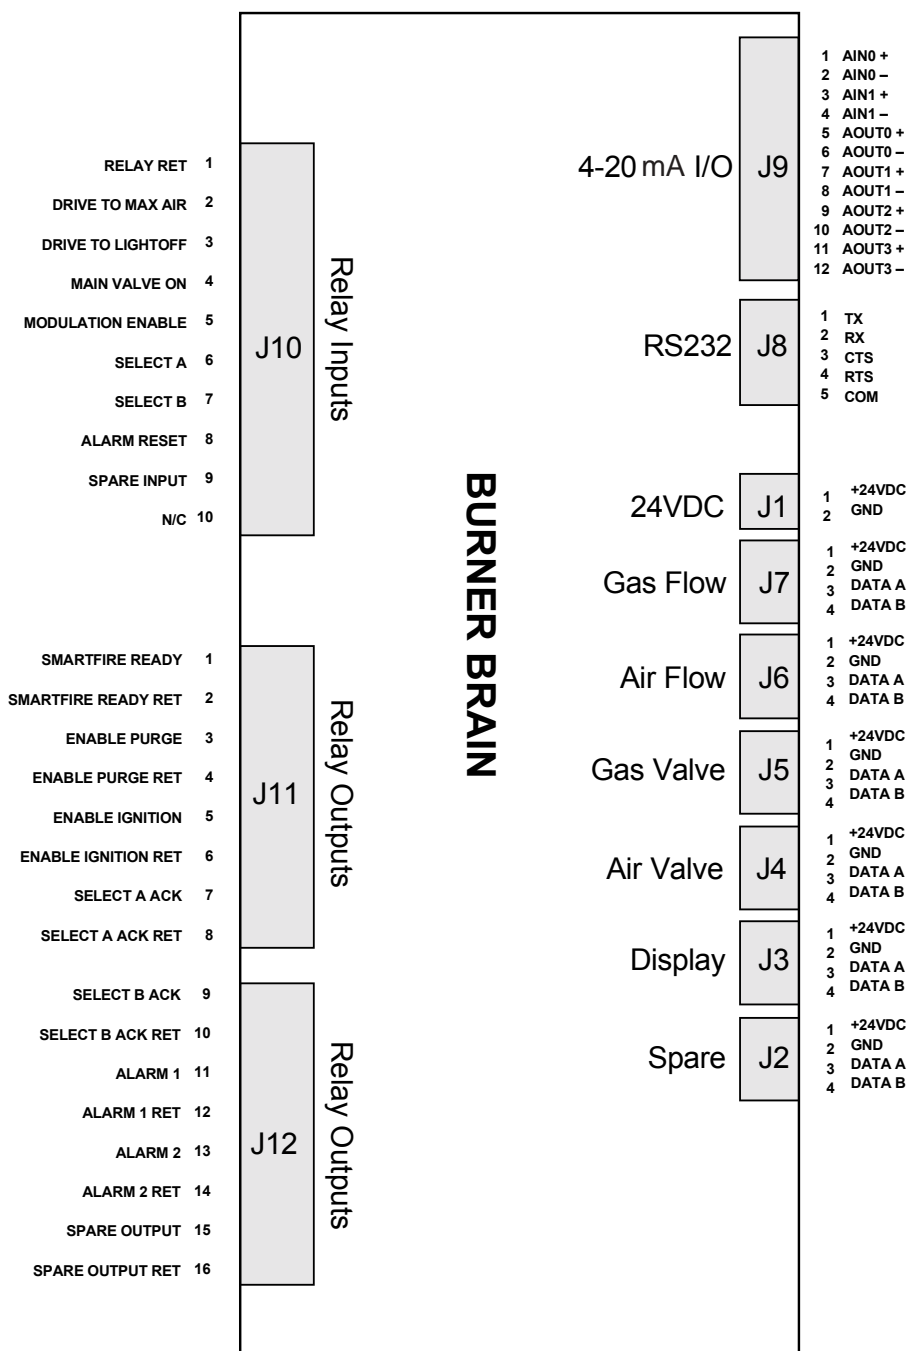 RELAY RET 1
DRIVE TO MAX AIR 2
DRIVE TO LIGHTOFF 3
MAIN VALVE ON 4
MODULATION ENABLE 5
SELECT A 6
SELECT B 7
ALARM RESET 8
SPARE INPUT 9
N/C 10
J10
Relay Inputs
SMARTFIRE READY 1
SMARTFIRE READY RET 2
ENABLE PURGE 3
ENABLE PURGE RET 4
ENABLE IGNITION 5
ENABLE IGNITION RET 6
SELECT A ACK 7
SELECT A ACK RET 8
J11
Relay Outputs
SELECT B ACK 9
SELECT B ACK RET 10
ALARM 1 11
ALARM 1 RET 12
ALARM 2 13
ALARM 2 RET 14
SPARE OUTPUT 15
SPARE OUTPUT RET 16
J12
Relay Outputs
BURNER BRAIN
4-20 mA I/O J9
1 AIN0 +
2 AIN0 –
3 AIN1 +
4 AIN1 –
5 AOUT0 +
6 AOUT0 –
7 AOUT1 +
8 AOUT1 –
9 AOUT2 +
10 AOUT2 –
11 AOUT3 +
12 AOUT3 –
RS232 J8
1 TX
2 RX
3 CTS
4 RTS
5 COM
24VDC J1
1 +24VDC
2 GND
Gas Flow J7
1 +24VDC
2 GND
3 DATA A
4 DATA B
Air Flow J6
1 +24VDC
2 GND
3 DATA A
4 DATA B
Gas Valve J5
1 +24VDC
2 GND
3 DATA A
4 DATA B
Air Valve J4
1 +24VDC
2 GND
3 DATA A
4 DATA B
Display J3
1 +24VDC
2 GND
3 DATA A
4 DATA B
Spare J2
1 +24VDC
2 GND
3 DATA A
4 DATA B